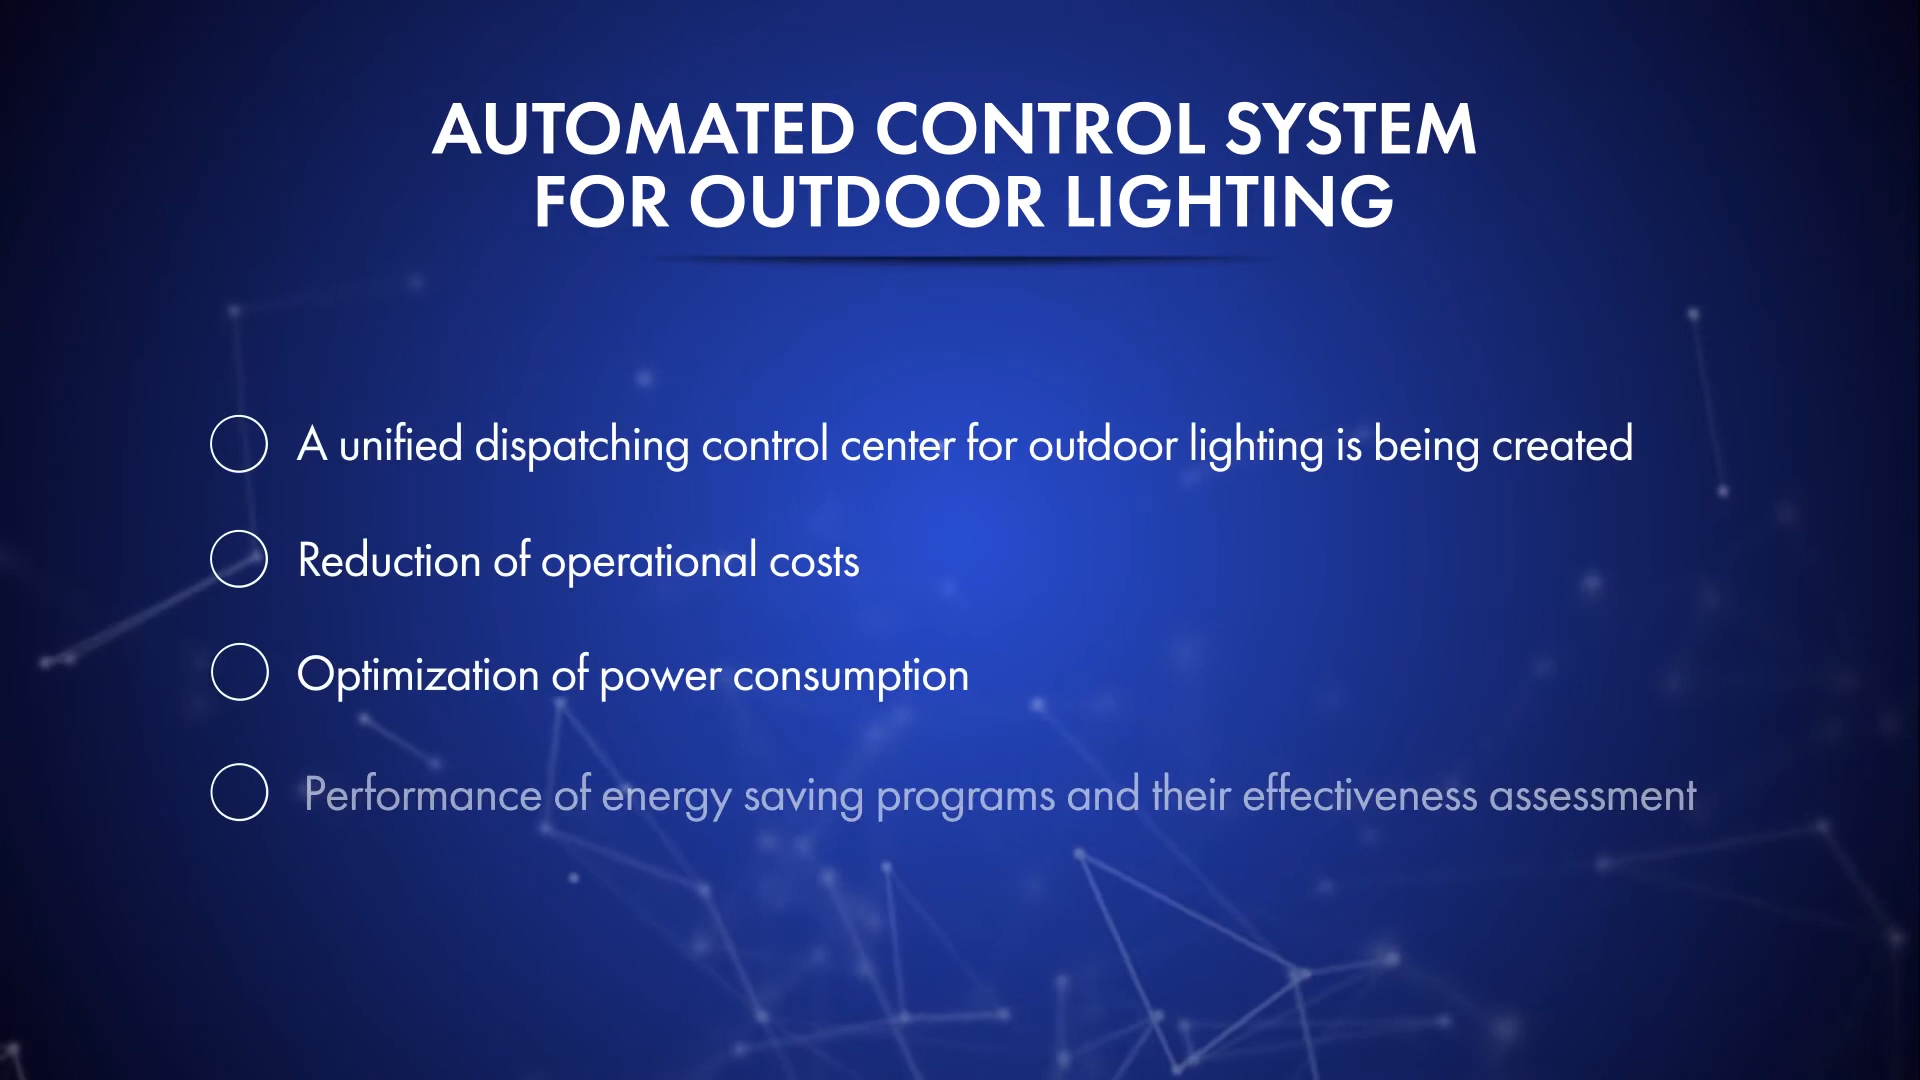 AUTOMATED CONTROL SYSTEM
FOR OUTDOOR LIGHTING
A unified dispatching control center for outdoor lighting is being created
Reduction of operational costs
Optimization of power consumption
Performance of energy saving programs and their effectiveness assessment